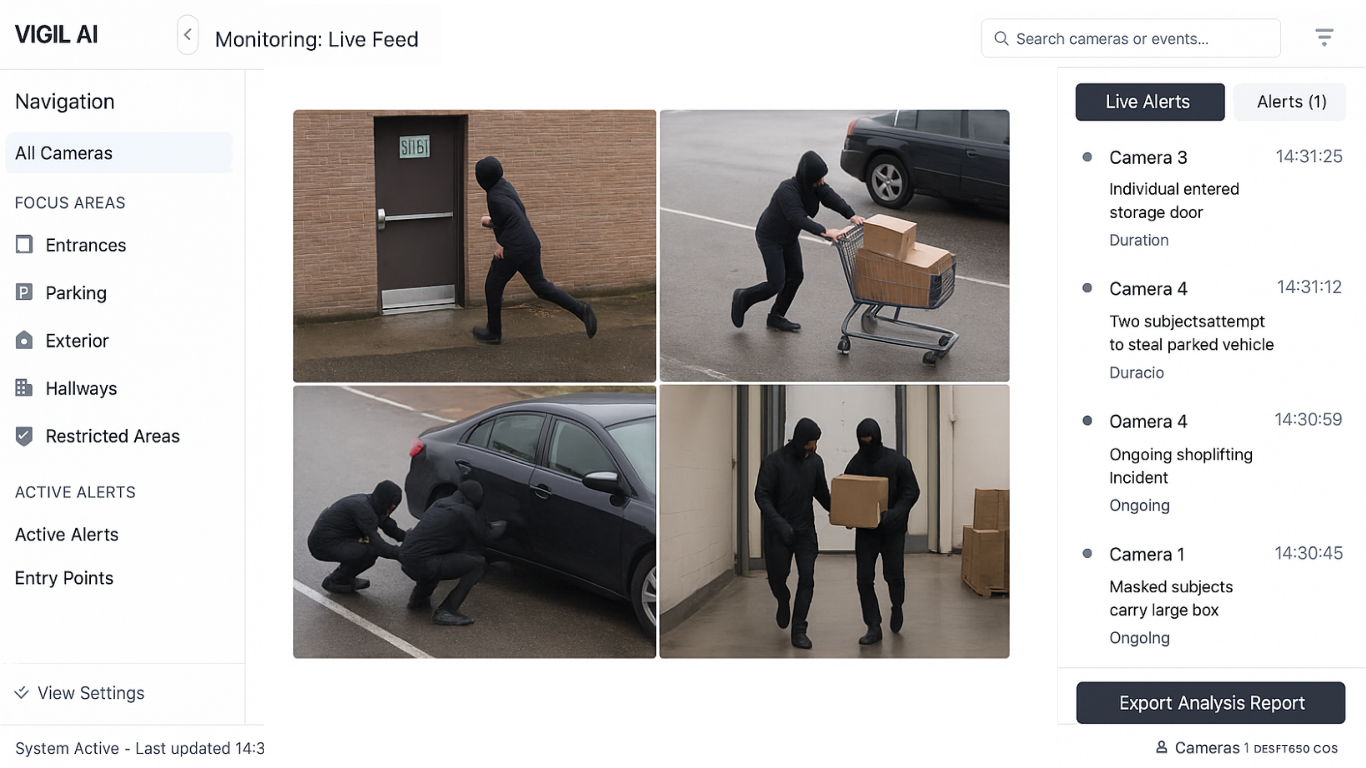 VIGIL AI
Monitoring: Live Feed
Search cameras or events...
Navigation
All Cameras
FOCUS AREAS
Entrances
P
Parking
Exterior
Hallways
Restricted Areas
ACTIVE ALERTS
Active Alerts
Entry Points
View Settings
System Active - Last updated 14:3
Live Alerts
Alerts (1)
Camera 3 14:31:25
Individual entered
storage door
Duration
Camera 4 14:31:12
Two subjectsattempt
to steal parked vehicle
Duracio
Oamera 4 14:30:59
Ongoing shoplifting
Incident
Ongoing
Camera 1 14:30:45
Masked subjects
carry large box
Ongolng
Export Analysis Report
Cameras 1 DESFT650 COS